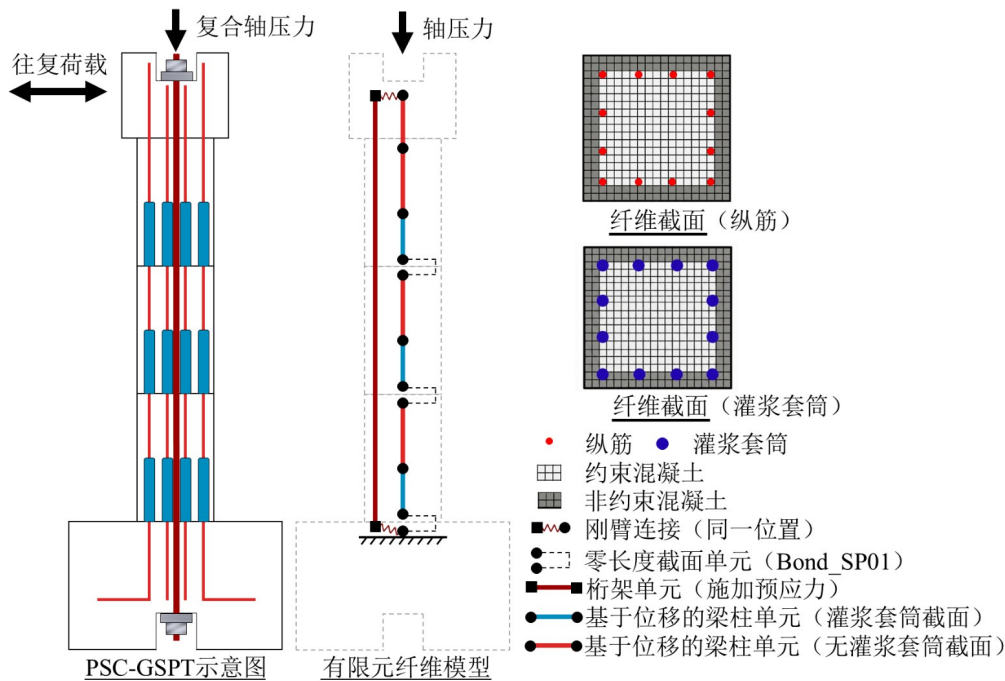 复合轴压力
往复荷载
PSC-GSPT示意图
轴压力
有限元纤维模型
纤维截面（纵筋）
纤维截面（灌浆套筒）
纵筋
灌浆套筒
约束混凝土
非约束混凝土
刚臂连接（同一位置）
零长度截面单元（Bond_SP01）
桁架单元（施加预应力）
基于位移的梁柱单元（灌浆套筒截面）
基于位移的梁柱单元（无灌浆套筒截面）